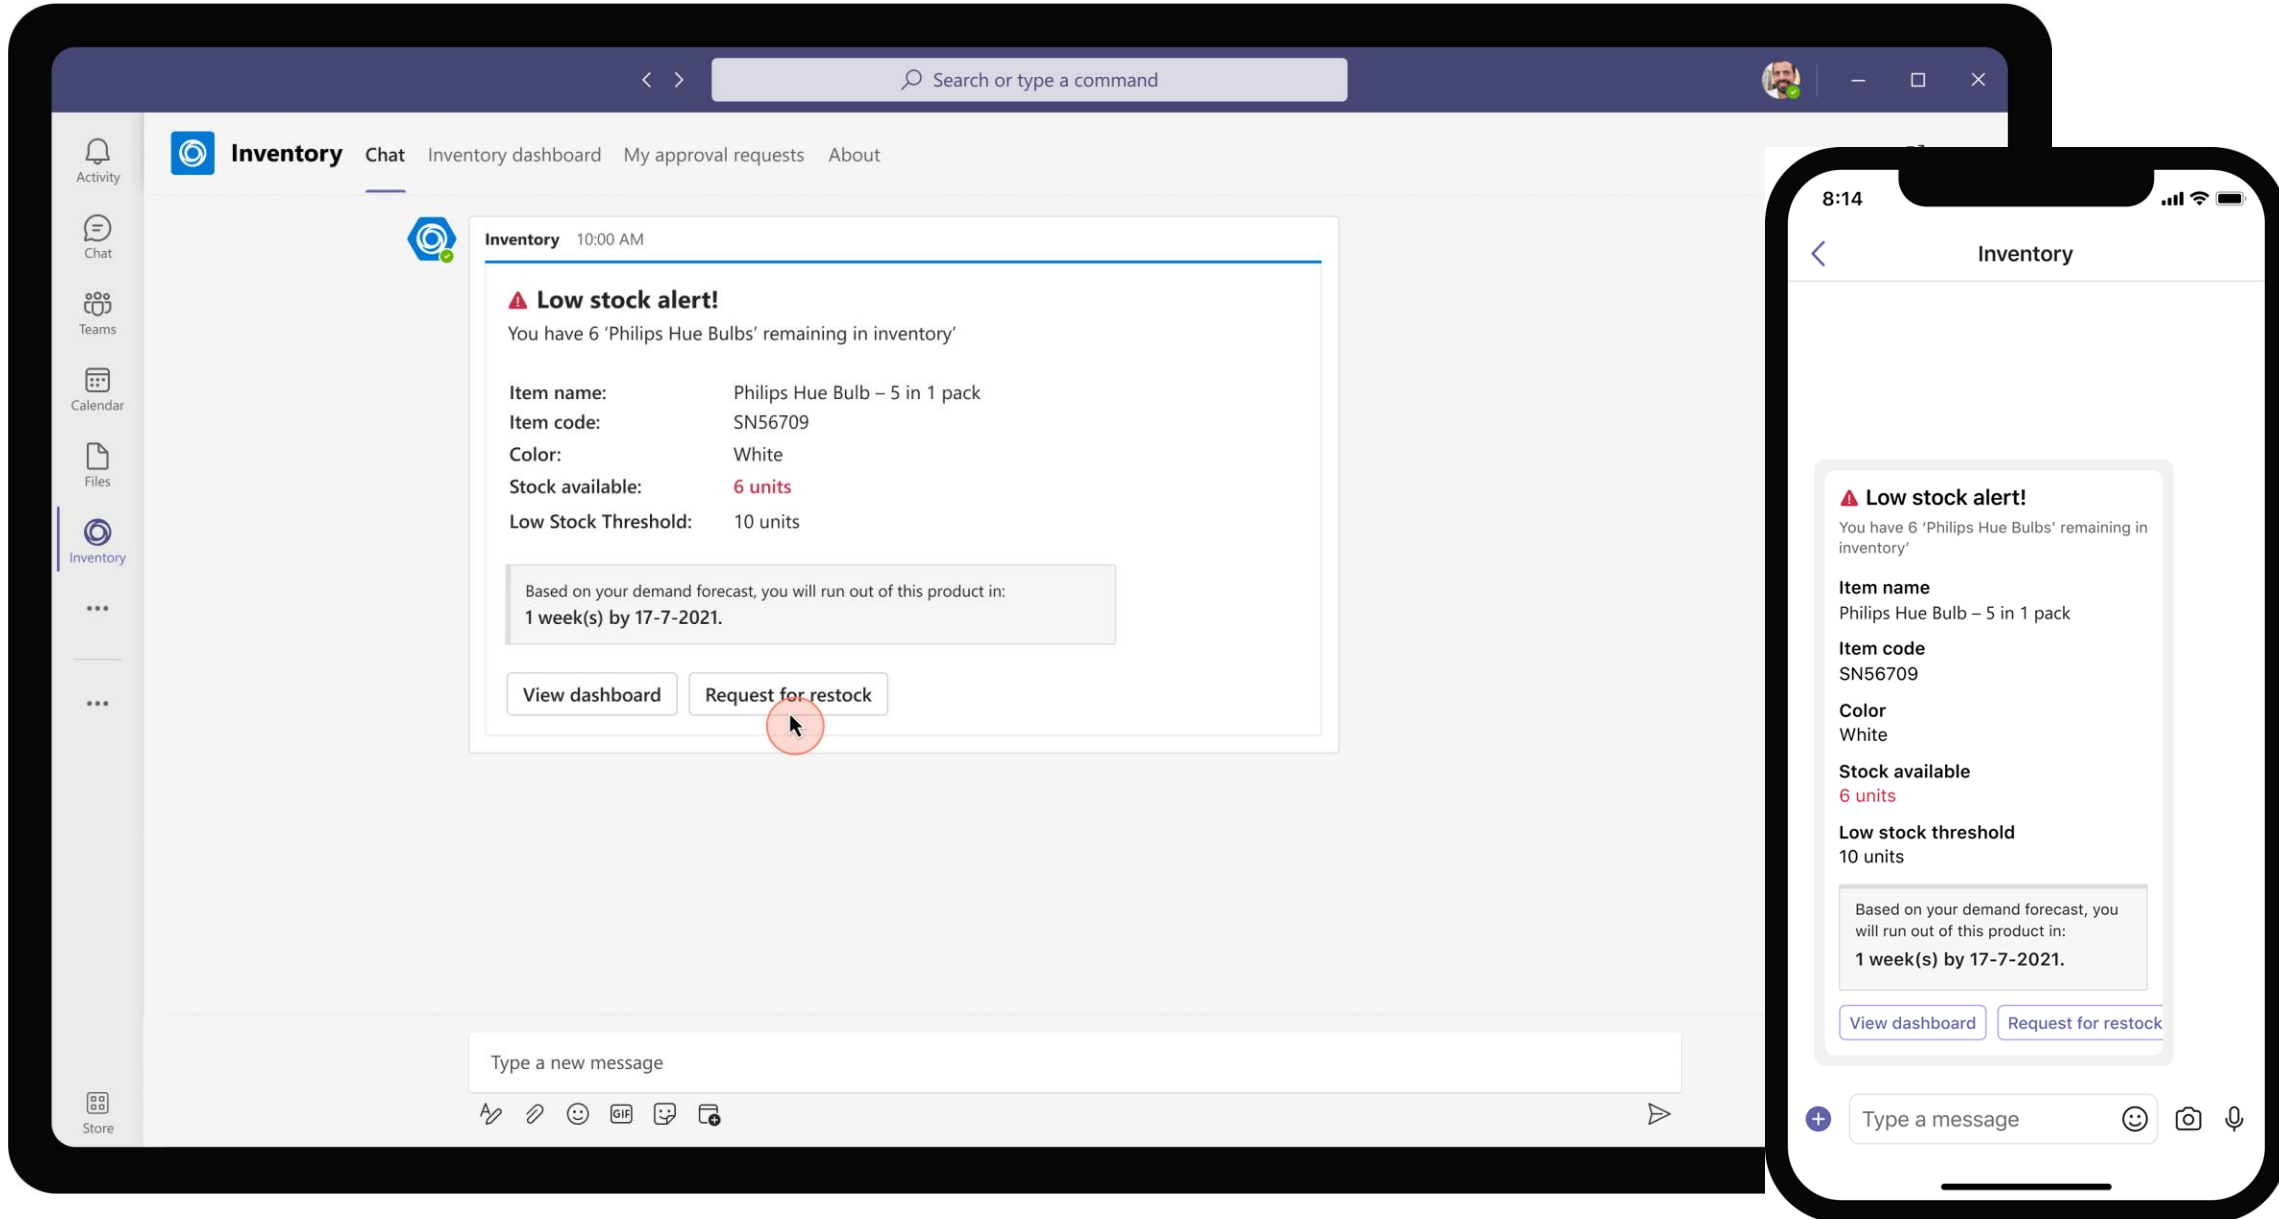 Search or type a command
Activity
Chat
Teams
Calendar
Files
Inventory
Store
Inventory Chat Inventory dashboard My approval requests About
Inventory 10:00 AM
Low stock alert!
You have 6 ‘Philips Hue Bulbs’ remaining in inventory’
Item name: Philips Hue Bulb – 5 in 1 pack
Item code: SN56709
Color: White
Stock available: 6 units
Low Stock Threshold: 10 units
Based on your demand forecast, you will run out of this product in:
1 week(s) by 17-7-2021.
View dashboard Request for restock
Type a new message
GIF
8:14
Inventory
Low stock alert!
You have 6 ‘Philips Hue Bulbs’ remaining in
inventory’
Item name
Philips Hue Bulb – 5 in 1 pack
Item code
SN56709
Color
White
Stock available
6 units
Low stock threshold
10 units
Based on your demand forecast, you
will run out of this product in:
1 week(s) by 17-7-2021.
View dashboard Request for restock
Type a message